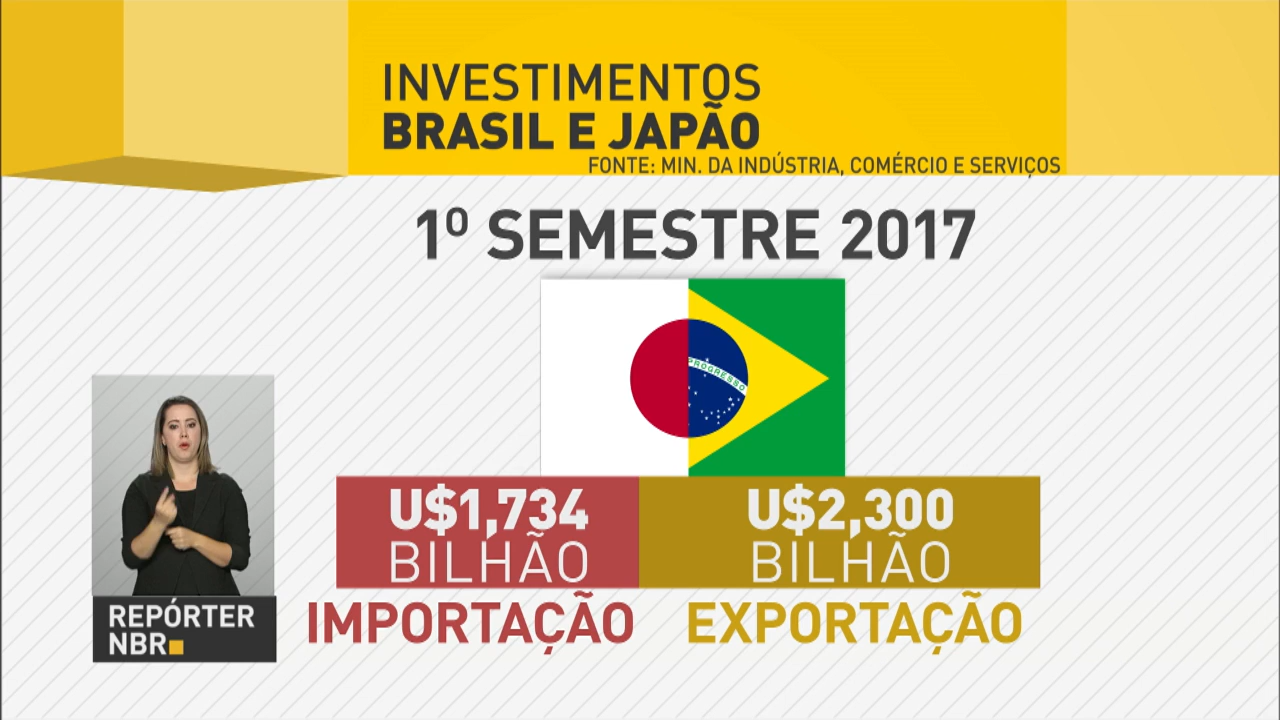 INVESTIMENTOS
BRASIL E JAPÃO
FONTE: MIN. DA INDÚSTRIA, COMÉRCIO E SERVIÇOS
1º SEMESTRE 2017
PROGRESSO
U$1,734
BILHÃO
IMPORTAÇÃO
U$2,300
BILHÃO
EXPORTAÇÃO
REPÓRTER
NBR